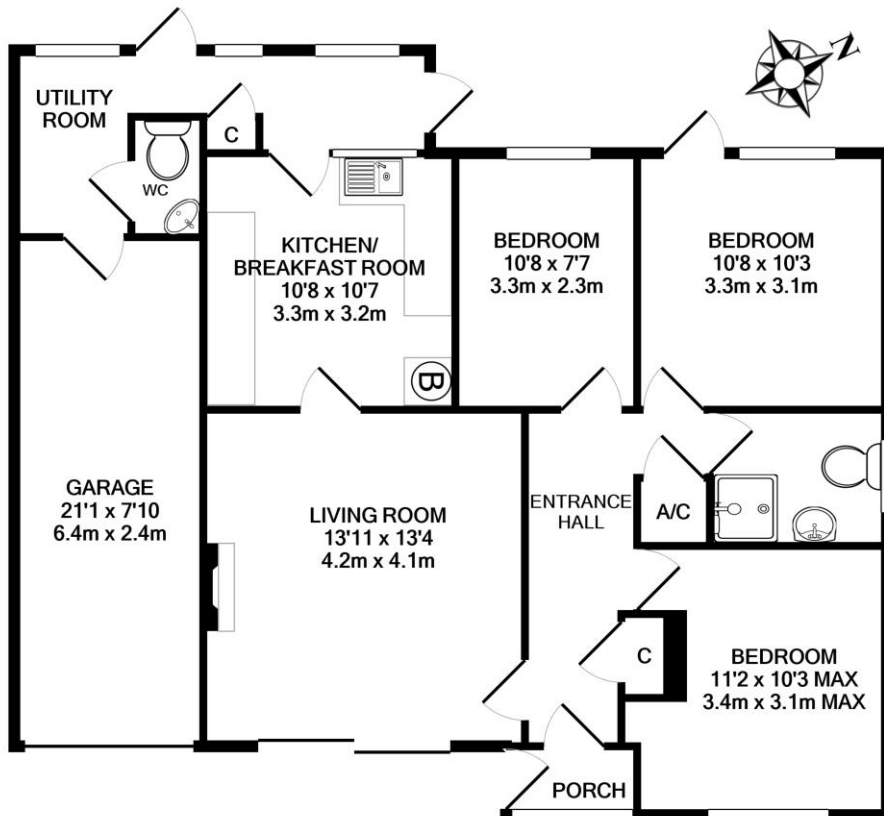 N
UTILITY
ROOM
C
WC
KITCHEN/
BREAKFAST ROOM
10'8 x 10'7
3.3m x 3.2m
B
BEDROOM
10'8 x 7'7
3.3m x 2.3m
BEDROOM
10'8 x 10'3
3.3m x 3.1m
GARAGE
21'1 x 7'10
6.4m x 2.4m
LIVING ROOM
13'11 x 13'4
4.2m x 4.1m
ENTRANCE
HALL
A/C
C
BEDROOM
11'2 x 10'3 MAX
3.4m x 3.1m MAX
PORCH